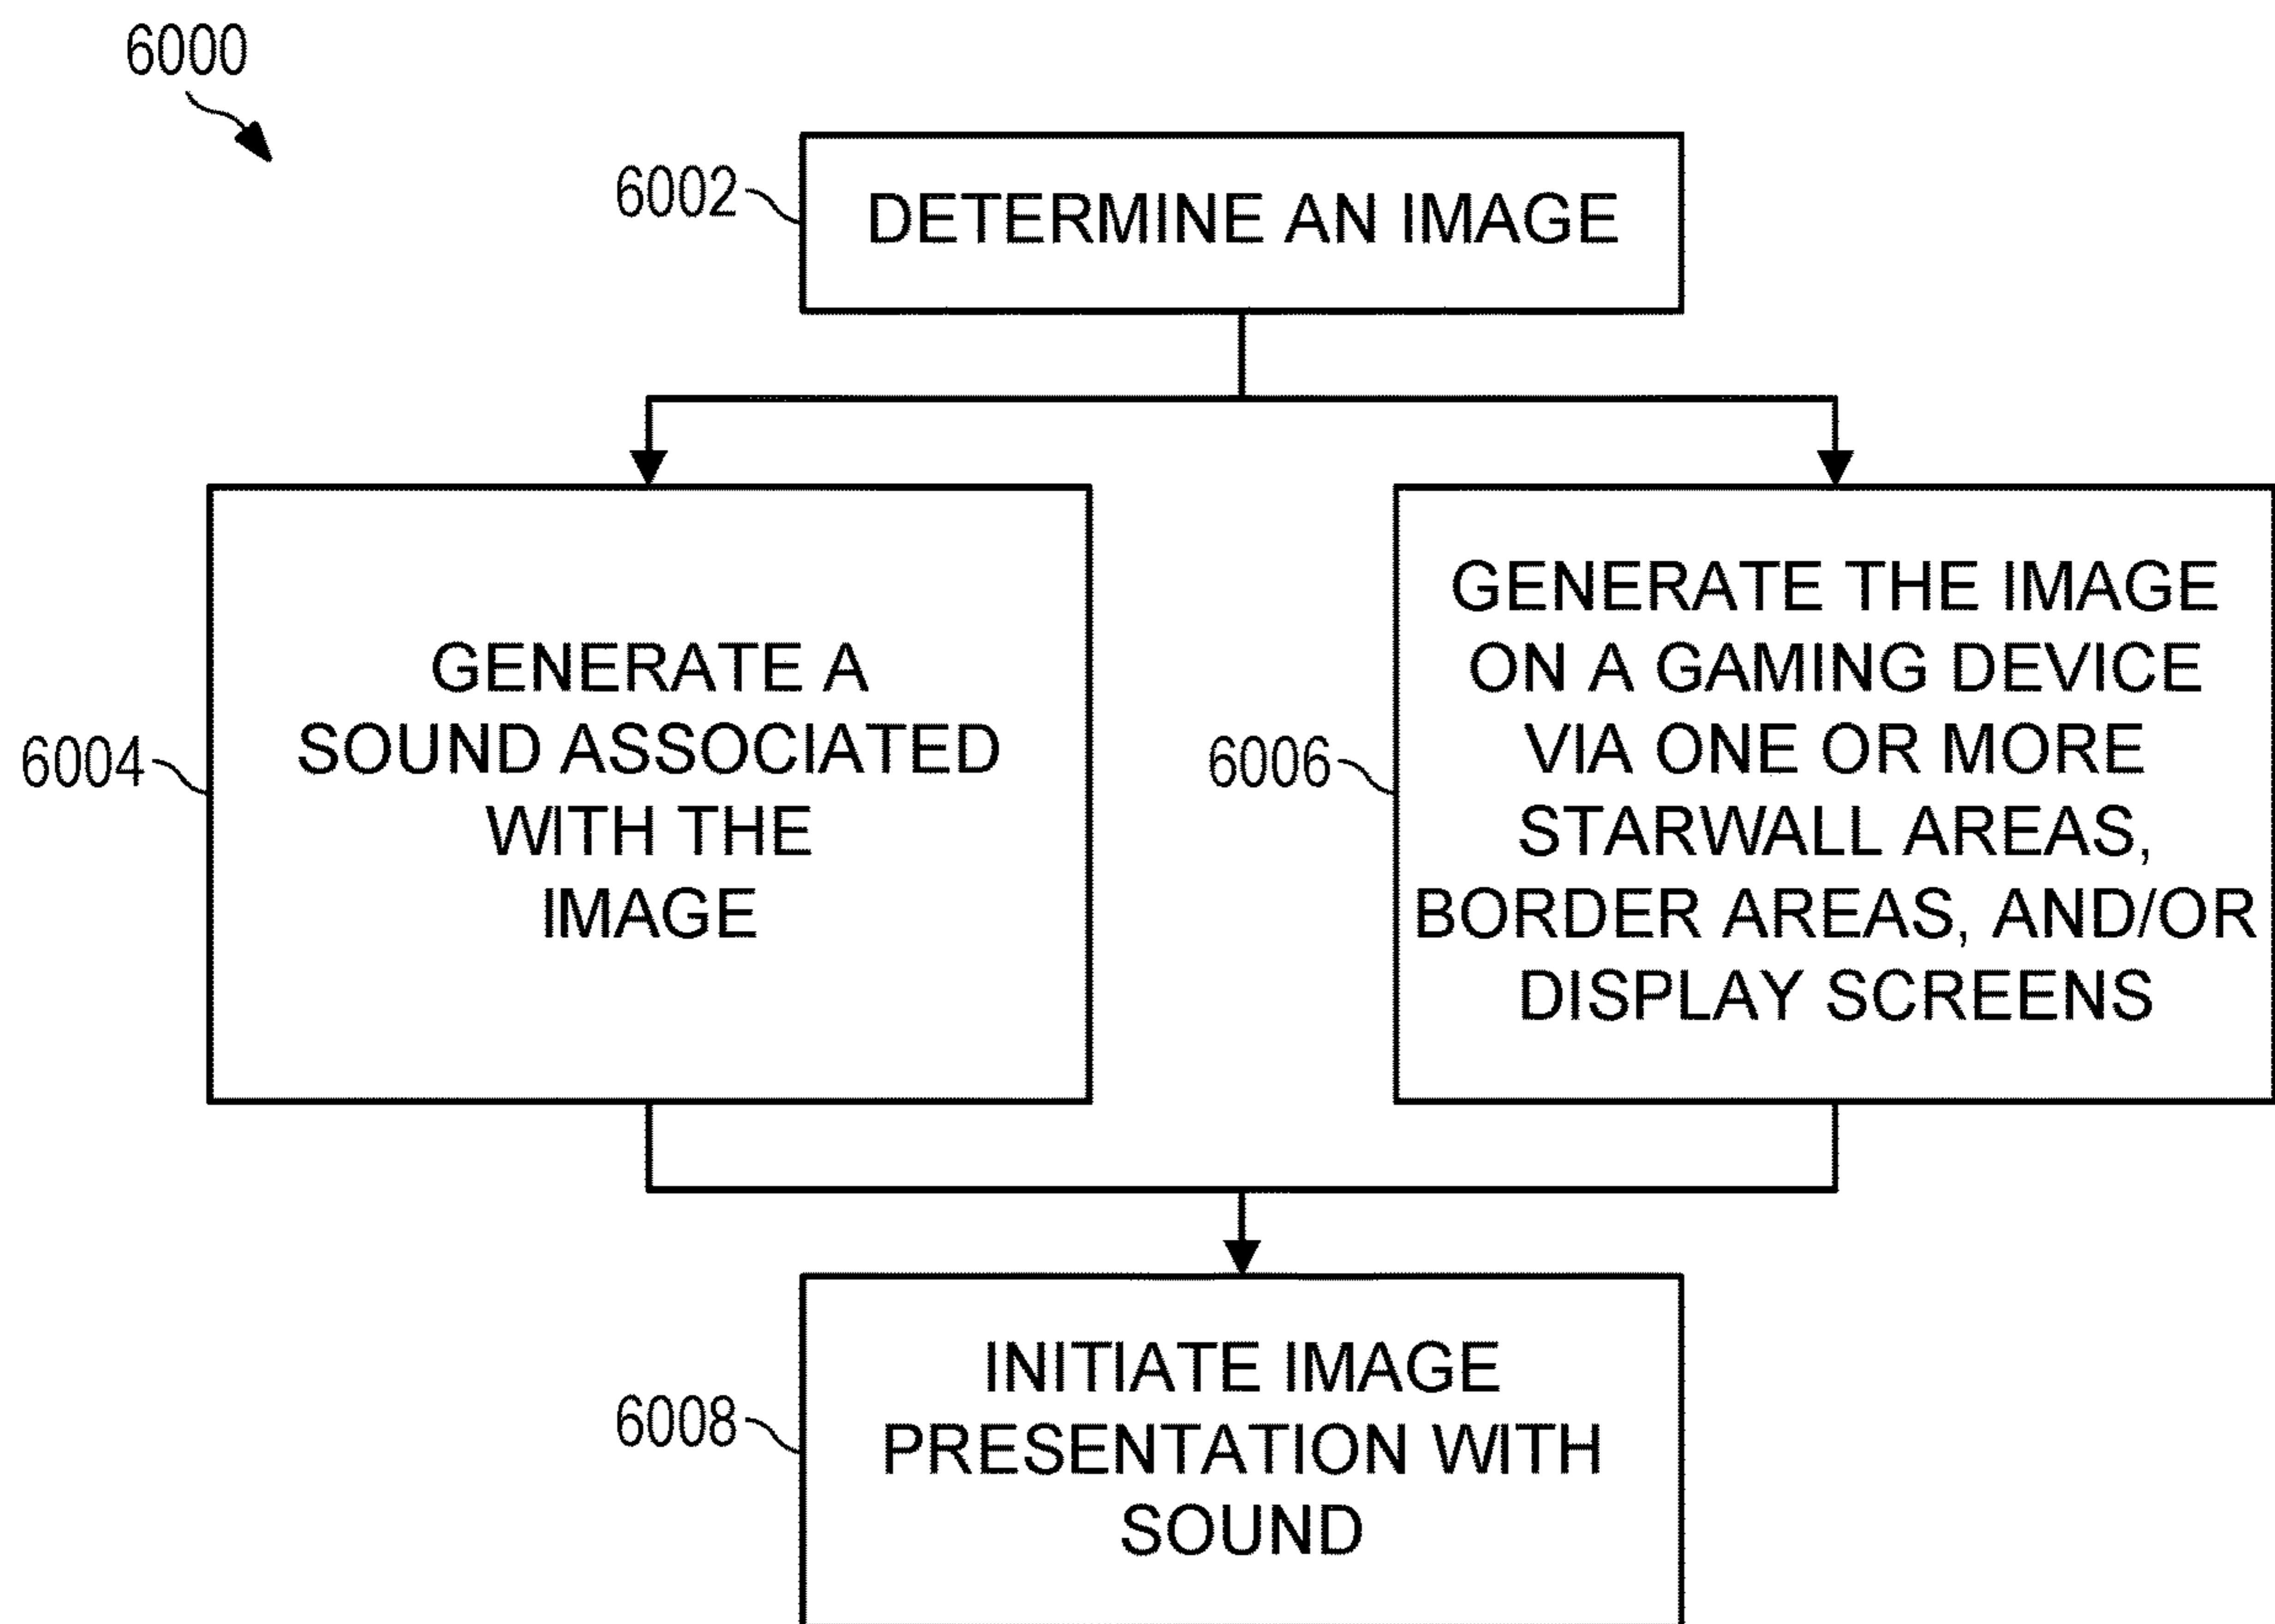 6000
6002
DETERMINE AN IMAGE
6004
GENERATE A
SOUND ASSOCIATED
WITH THE
IMAGE
6006
GENERATE THE IMAGE
ON A GAMING DEVICE
VIA ONE OR MORE
STARWALL AREAS,
BORDER AREAS, AND/OR
DISPLAY SCREENS
6008
INITIATE IMAGE
PRESENTATION WITH
SOUND